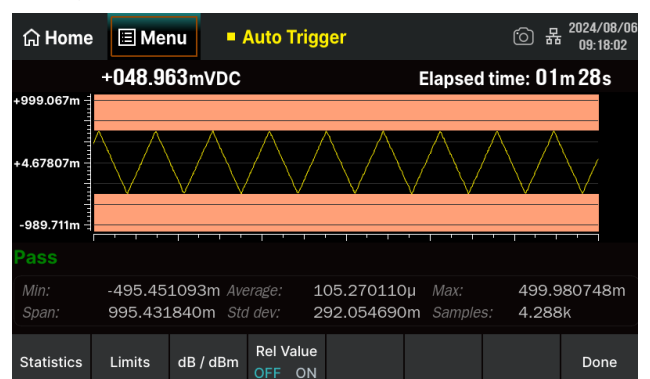 Home Menu Auto Trigger 2024/08/06
09:18:02
+048.963mVDC Elapsed time: 01m 28s
+999.067m
+4.67807m
-989.711m
Pass
Min: -495.451093m Average: 105.270110µ Max: 499.980748m
Span: 995.431840m Std dev: 292.054690m Samples: 4.288k
Statistics Limits dB / dBm Rel Value Done
OFF ON